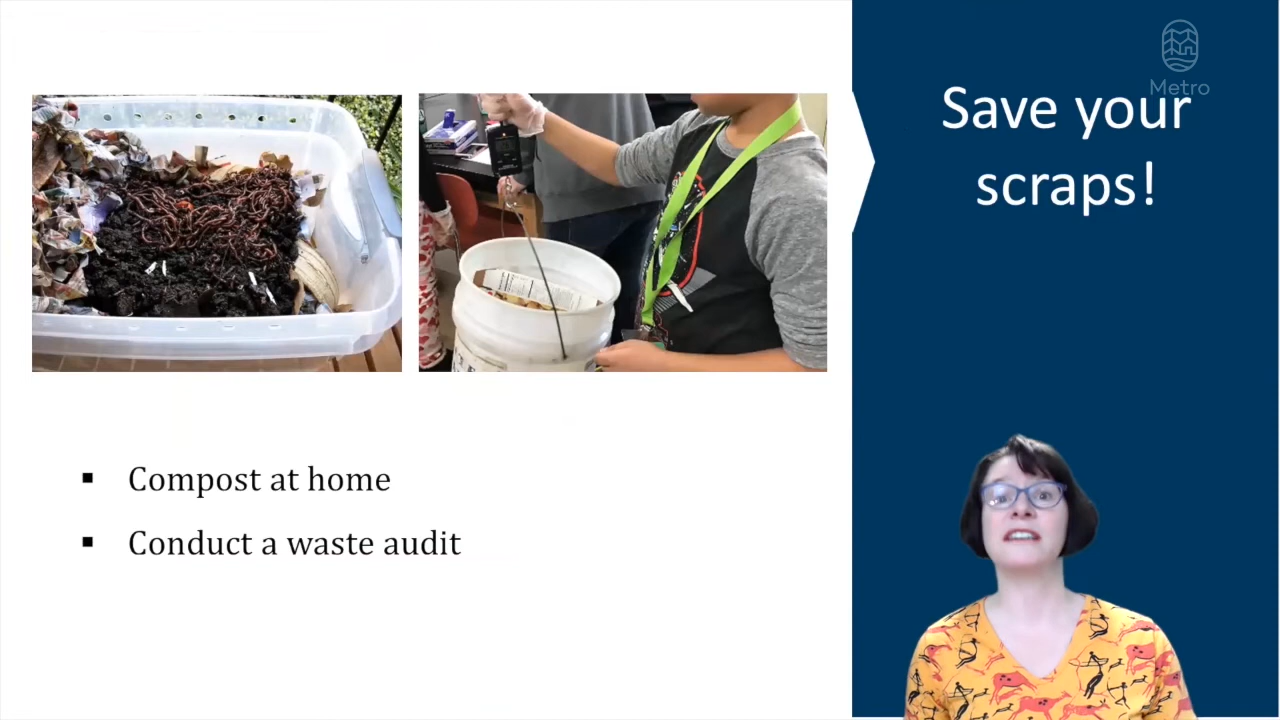 Metro
Save your
scraps!
Compost at home
Conduct a waste audit